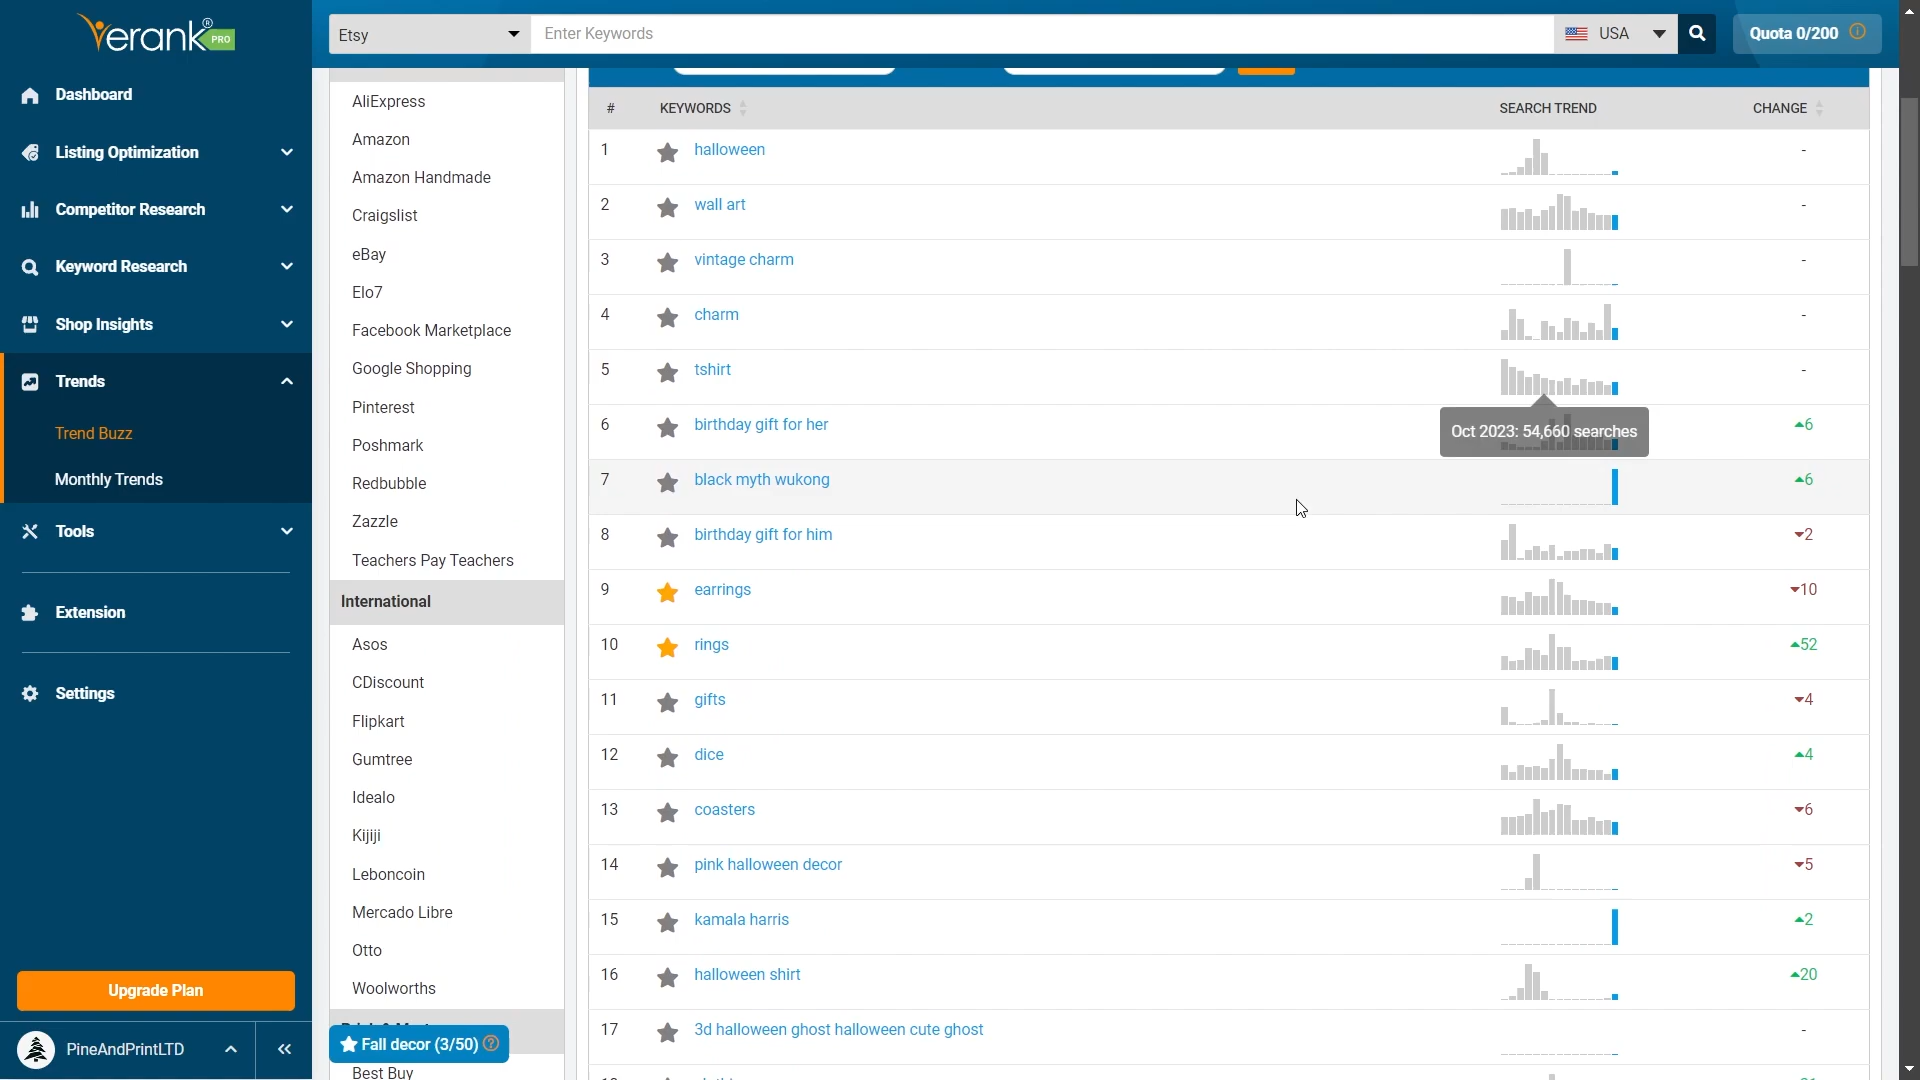 erank® PRO
Dashboard
Listing Optimization
Competitor Research
Keyword Research
Shop Insights
Trends
Trend Buzz
Monthly Trends
Tools
Extension
Settings
Upgrade Plan
PineAndPrintLTD
Etsy
Enter Keywords
USA
Quota 0/200
AliExpress
Amazon
Amazon Handmade
Craigslist
eBay
Elo7
Facebook Marketplace
Google Shopping
Pinterest
Poshmark
Redbubble
Zazzle
Teachers Pay Teachers
International
Asos
CDiscount
Flipkart
Gumtree
Idealo
Kijiji
Leboncoin
Mercado Libre
Otto
Woolworths
Fall decor (3/50)
Best Buy
# KEYWORDS SEARCH TREND CHANGE
1 halloween -
2 wall art -
3 vintage charm -
4 charm -
5 tshirt -
6 birthday gift for her 6
Oct 2023: 54,660 searches
7 black myth wukong 6
8 birthday gift for him 2
9 earrings 10
10 rings 52
11 gifts 4
12 dice 4
13 coasters 6
14 pink halloween decor 5
15 kamala harris 2
16 halloween shirt 20
17 3d halloween ghost halloween cute ghost -